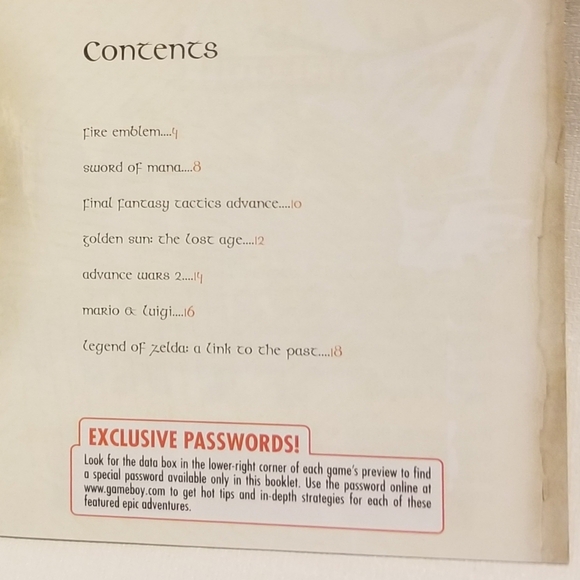 Contents
Fire emblem....4
sword of mana....8
Final Fantasy tactics advance....10
golden sun: the lost age....12
advance wars 2....14
mario & luigi....16
legend of zelda: a link to the past....18
EXCLUSIVE PASSWORDS!
Look for the data box in the lower-right corner of each game's preview to find
a special password available only in this booklet. Use the password online at
www.gameboy.com to get hot tips and in-depth strategies for each of these
featured epic adventures.